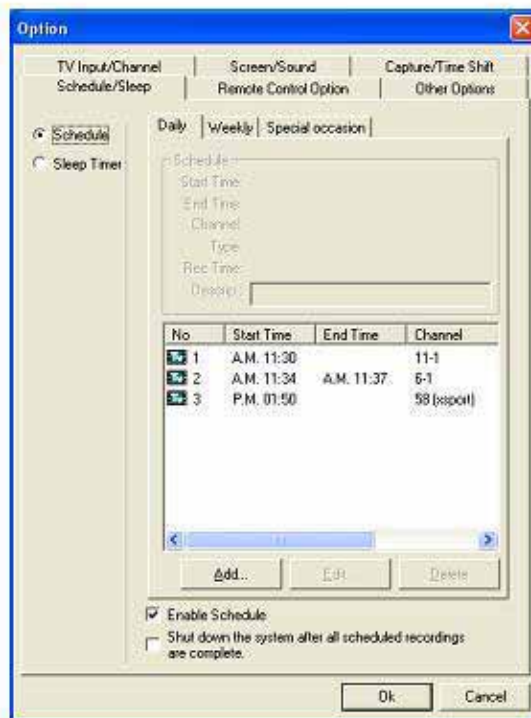 Option
TV Input/Channel Screen/Sound Capture/Time Shift
Schedule/Sleep Remote Control Option Other Options
Schedule
Sleep Timer
Daily Weekly Special occasion
Schedule
Start Time:
End Time:
Channel:
Type:
Rec Time:
Descrip.:
No Start Time End Time Channel
1 A.M. 11:30 11-1
2 A.M. 11:34 A.M. 11:37 6-1
3 P.M. 01:50 58 (xsport)
Add... Edit Delete
Enable Schedule
Shut down the system after all scheduled recordings
are complete.
Ok Cancel